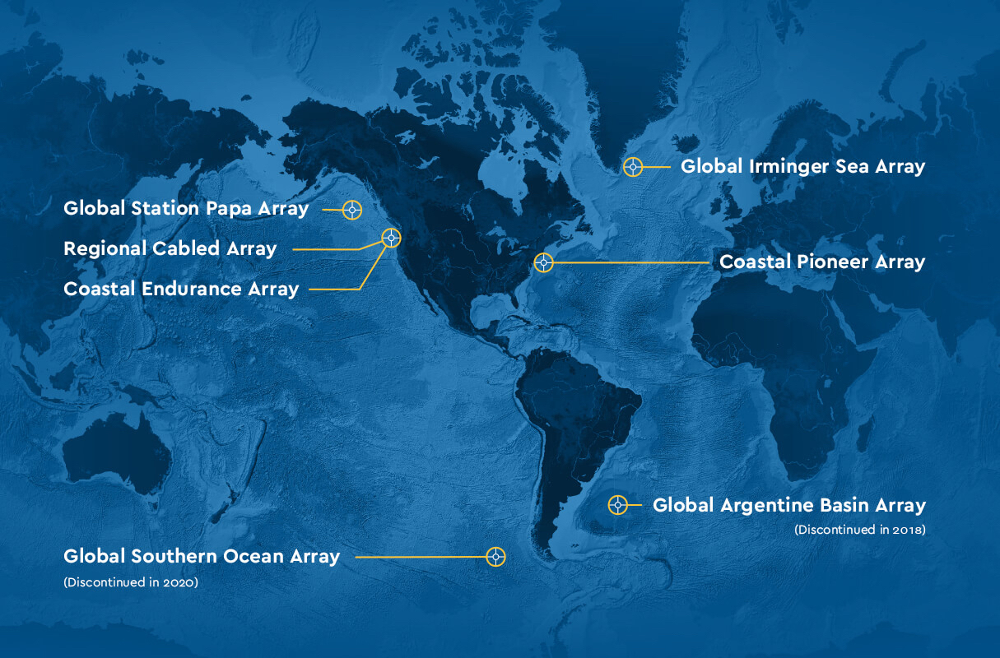 Global Irminger Sea Array
Global Station Papa Array
Regional Cabled Array
Coastal Pioneer Array
Coastal Endurance Array
Global Argentine Basin Array
(Discontinued in 2018)
Global Southern Ocean Array
(Discontinued in 2020)